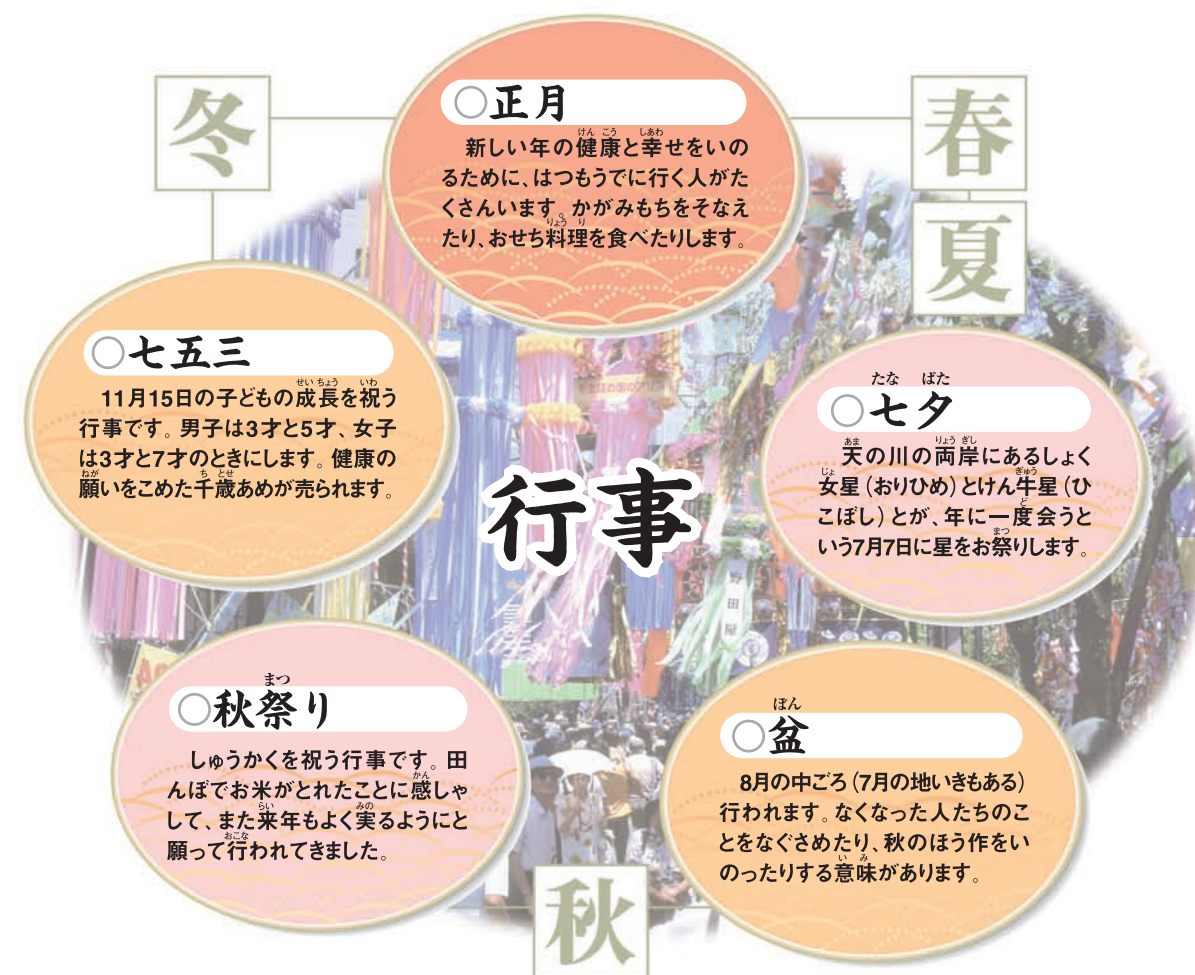 冬
春
夏
○正月
新しい年の健康と幸せをいの
るために、はつもうでに行く人がた
くさんいます。かがみもちをそなえ
たり、おせち料理を食べたりします。
○七五三
11月15日の子どもの成長を祝う
行事です。男子は3才と5才、女子
は3才と7才のときにします。健康の
願いをこめた千歳あめが売られます。
○七夕
天の川の両岸にあるしょく
女星(おりひめ)とけん牛星(ひ
こぼし)とが、年に一度会うと
いう7月7日に星をお祭りします。
行事
野田屋
○秋祭り
しゅうかくを祝う行事です。田
んぼでお米がとれたことに感しゃ
して、また来年もよく実るようにと
願って行われてきました。
○盆
8月の中ごろ(7月の地いきもある)
行われます。なくなった人たちのこ
とをなぐさめたり、秋のほう作をい
のったりする意味があります。
秋